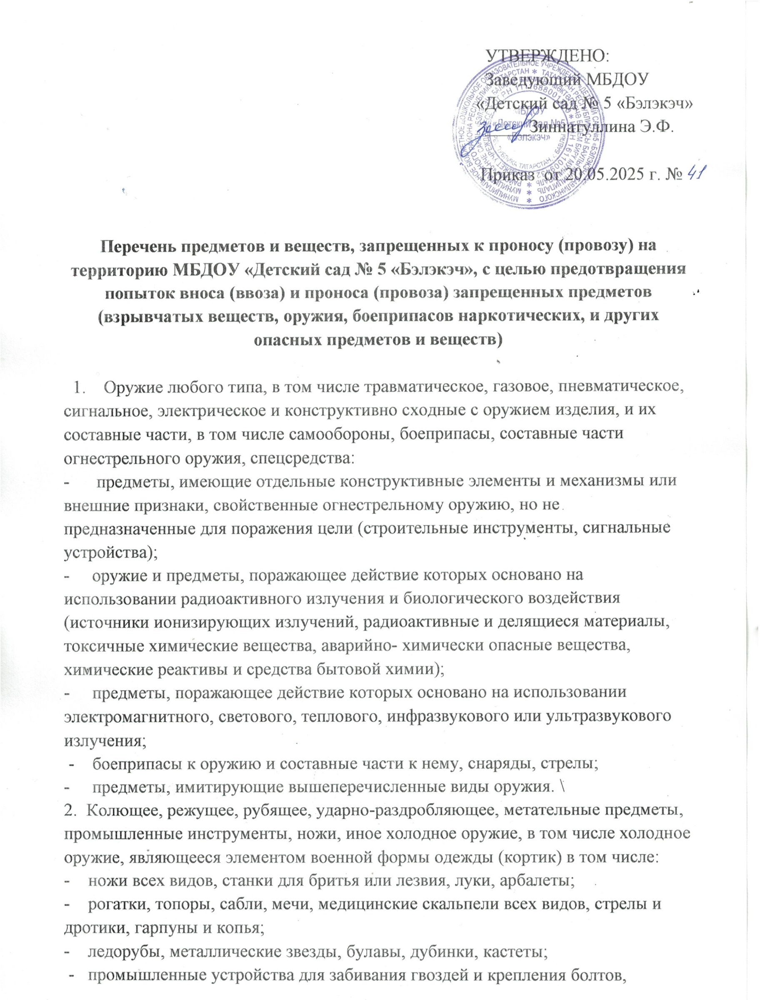 УТВЕРЖДЕНО:
Заведующий МБДОУ
«Детский сад № 5 «Бэлэкэч»
Зиннатуллина Э.Ф.
МБДОУ
«Детский сад №5
«БЭЛЭКЭЧ»
Приказ от 20.05.2025 г. № 41
Перечень предметов и веществ, запрещенных к проносу (провозу) на
территорию МБДОУ «Детский сад № 5 «Бэлэкэч», с целью предотвращения
попыток вноса (ввоза) и проноса (провоза) запрещенных предметов
(взрывчатых веществ, оружия, боеприпасов наркотических, и других
опасных предметов и веществ)
1. Оружие любого типа, в том числе травматическое, газовое, пневматическое,
сигнальное, электрическое и конструктивно сходные с оружием изделия, и их
составные части, в том числе самообороны, боеприпасы, составные части
огнестрельного оружия, спецсредства:
- предметы, имеющие отдельные конструктивные элементы и механизмы или
внешние признаки, свойственные огнестрельному оружию, но не
предназначенные для поражения цели (строительные инструменты, сигнальные
устройства);
- оружие и предметы, поражающее действие которых основано на
использовании радиоактивного излучения и биологического воздействия
(источники ионизирующих излучений, радиоактивные и делящиеся материалы,
токсичные химические вещества, аварийно- химически опасные вещества,
химические реактивы и средства бытовой химии);
- предметы, поражающее действие которых основано на использовании
электромагнитного, светового, теплового, инфразвукового или ультразвукового
излучения;
- боеприпасы к оружию и составные части к нему, снаряды, стрелы;
- предметы, имитирующие вышеперечисленные виды оружия. \
2. Колющее, режущее, рубящее, ударно-раздробляющее, метательные предметы,
промышленные инструменты, ножи, иное холодное оружие, в том числе холодное
оружие, являющееся элементом военной формы одежды (кортик) в том числе:
- ножи всех видов, станки для бритья или лезвия, луки, арбалеты;
- рогатки, топоры, сабли, мечи, медицинские скальпели всех видов, стрелы и
дротики, гарпуны и копья;
- ледорубы, металлические звезды, булавы, дубинки, кастеты;
- промышленные устройства для забивания гвоздей и крепления болтов,